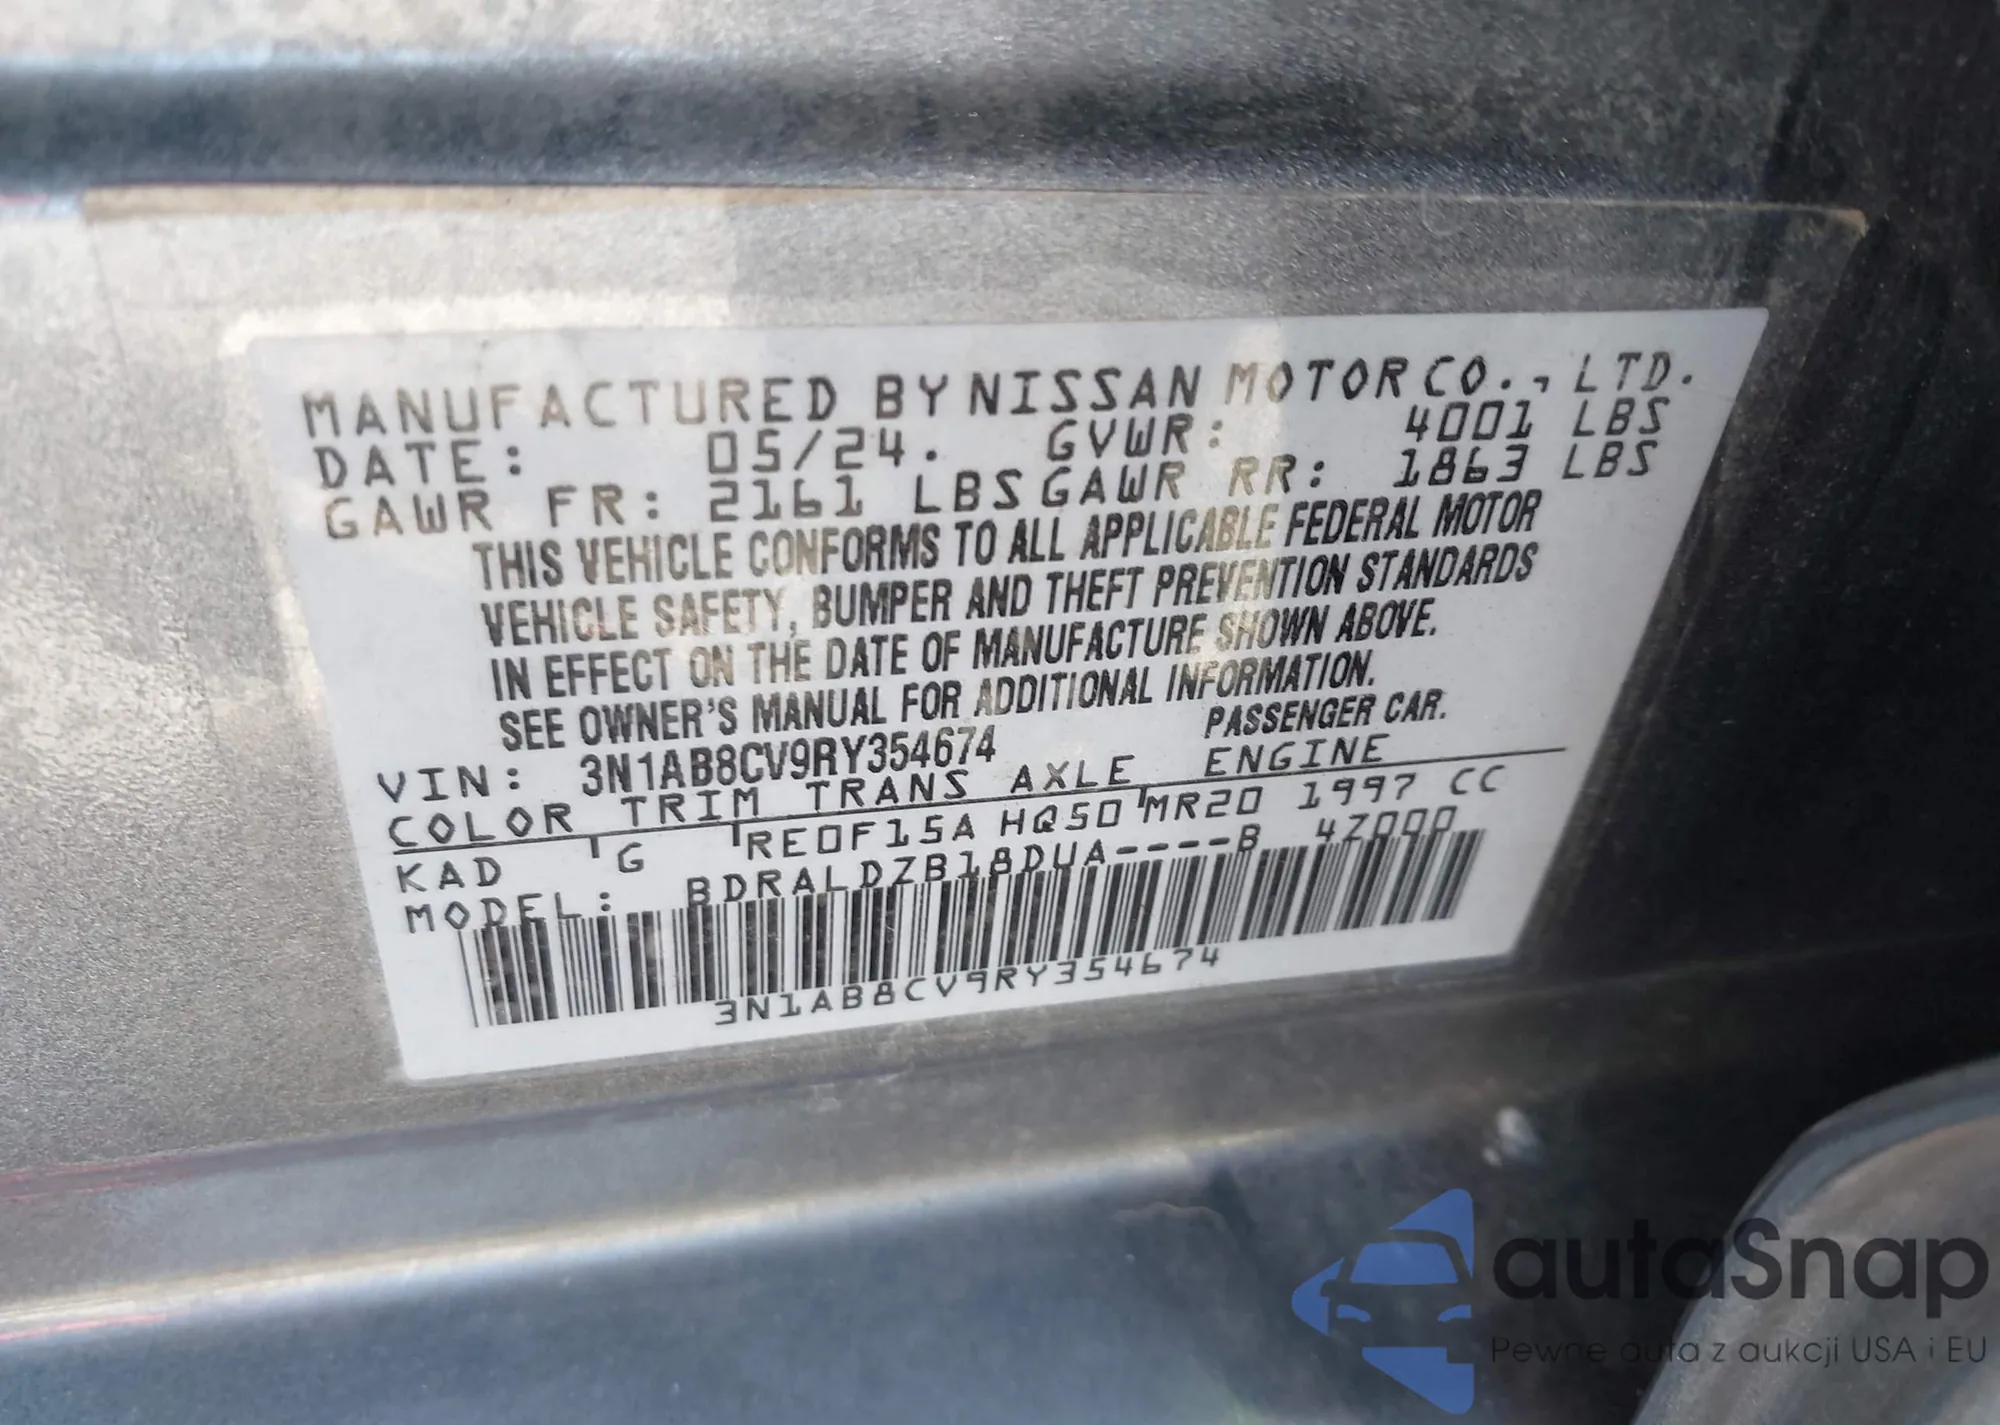 MANUFACTURED BY NISSAN MOTOR CO., LTD.
DATE: 05/24. GVWR: 4001 LBS
GAWR FR: 2161 LBS GAWR RR: 1863 LBS
THIS VEHICLE CONFORMS TO ALL APPLICABLE FEDERAL MOTOR
VEHICLE SAFETY, BUMPER AND THEFT PREVENTION STANDARDS
IN EFFECT ON THE DATE OF MANUFACTURE SHOWN ABOVE.
SEE OWNER'S MANUAL FOR ADDITIONAL INFORMATION.
VIN: 3N1AB8CV9RY354674 PASSENGER CAR.
COLOR TRIM TRANS AXLE ENGINE
KAD G RE0F15A HQ50 MR20 1997 CC
MODEL: BDRALDZB18DUA----B 4Z000
3N1AB8CV9RY354674
autaSnap
Pewne auta z aukcji USA i EU